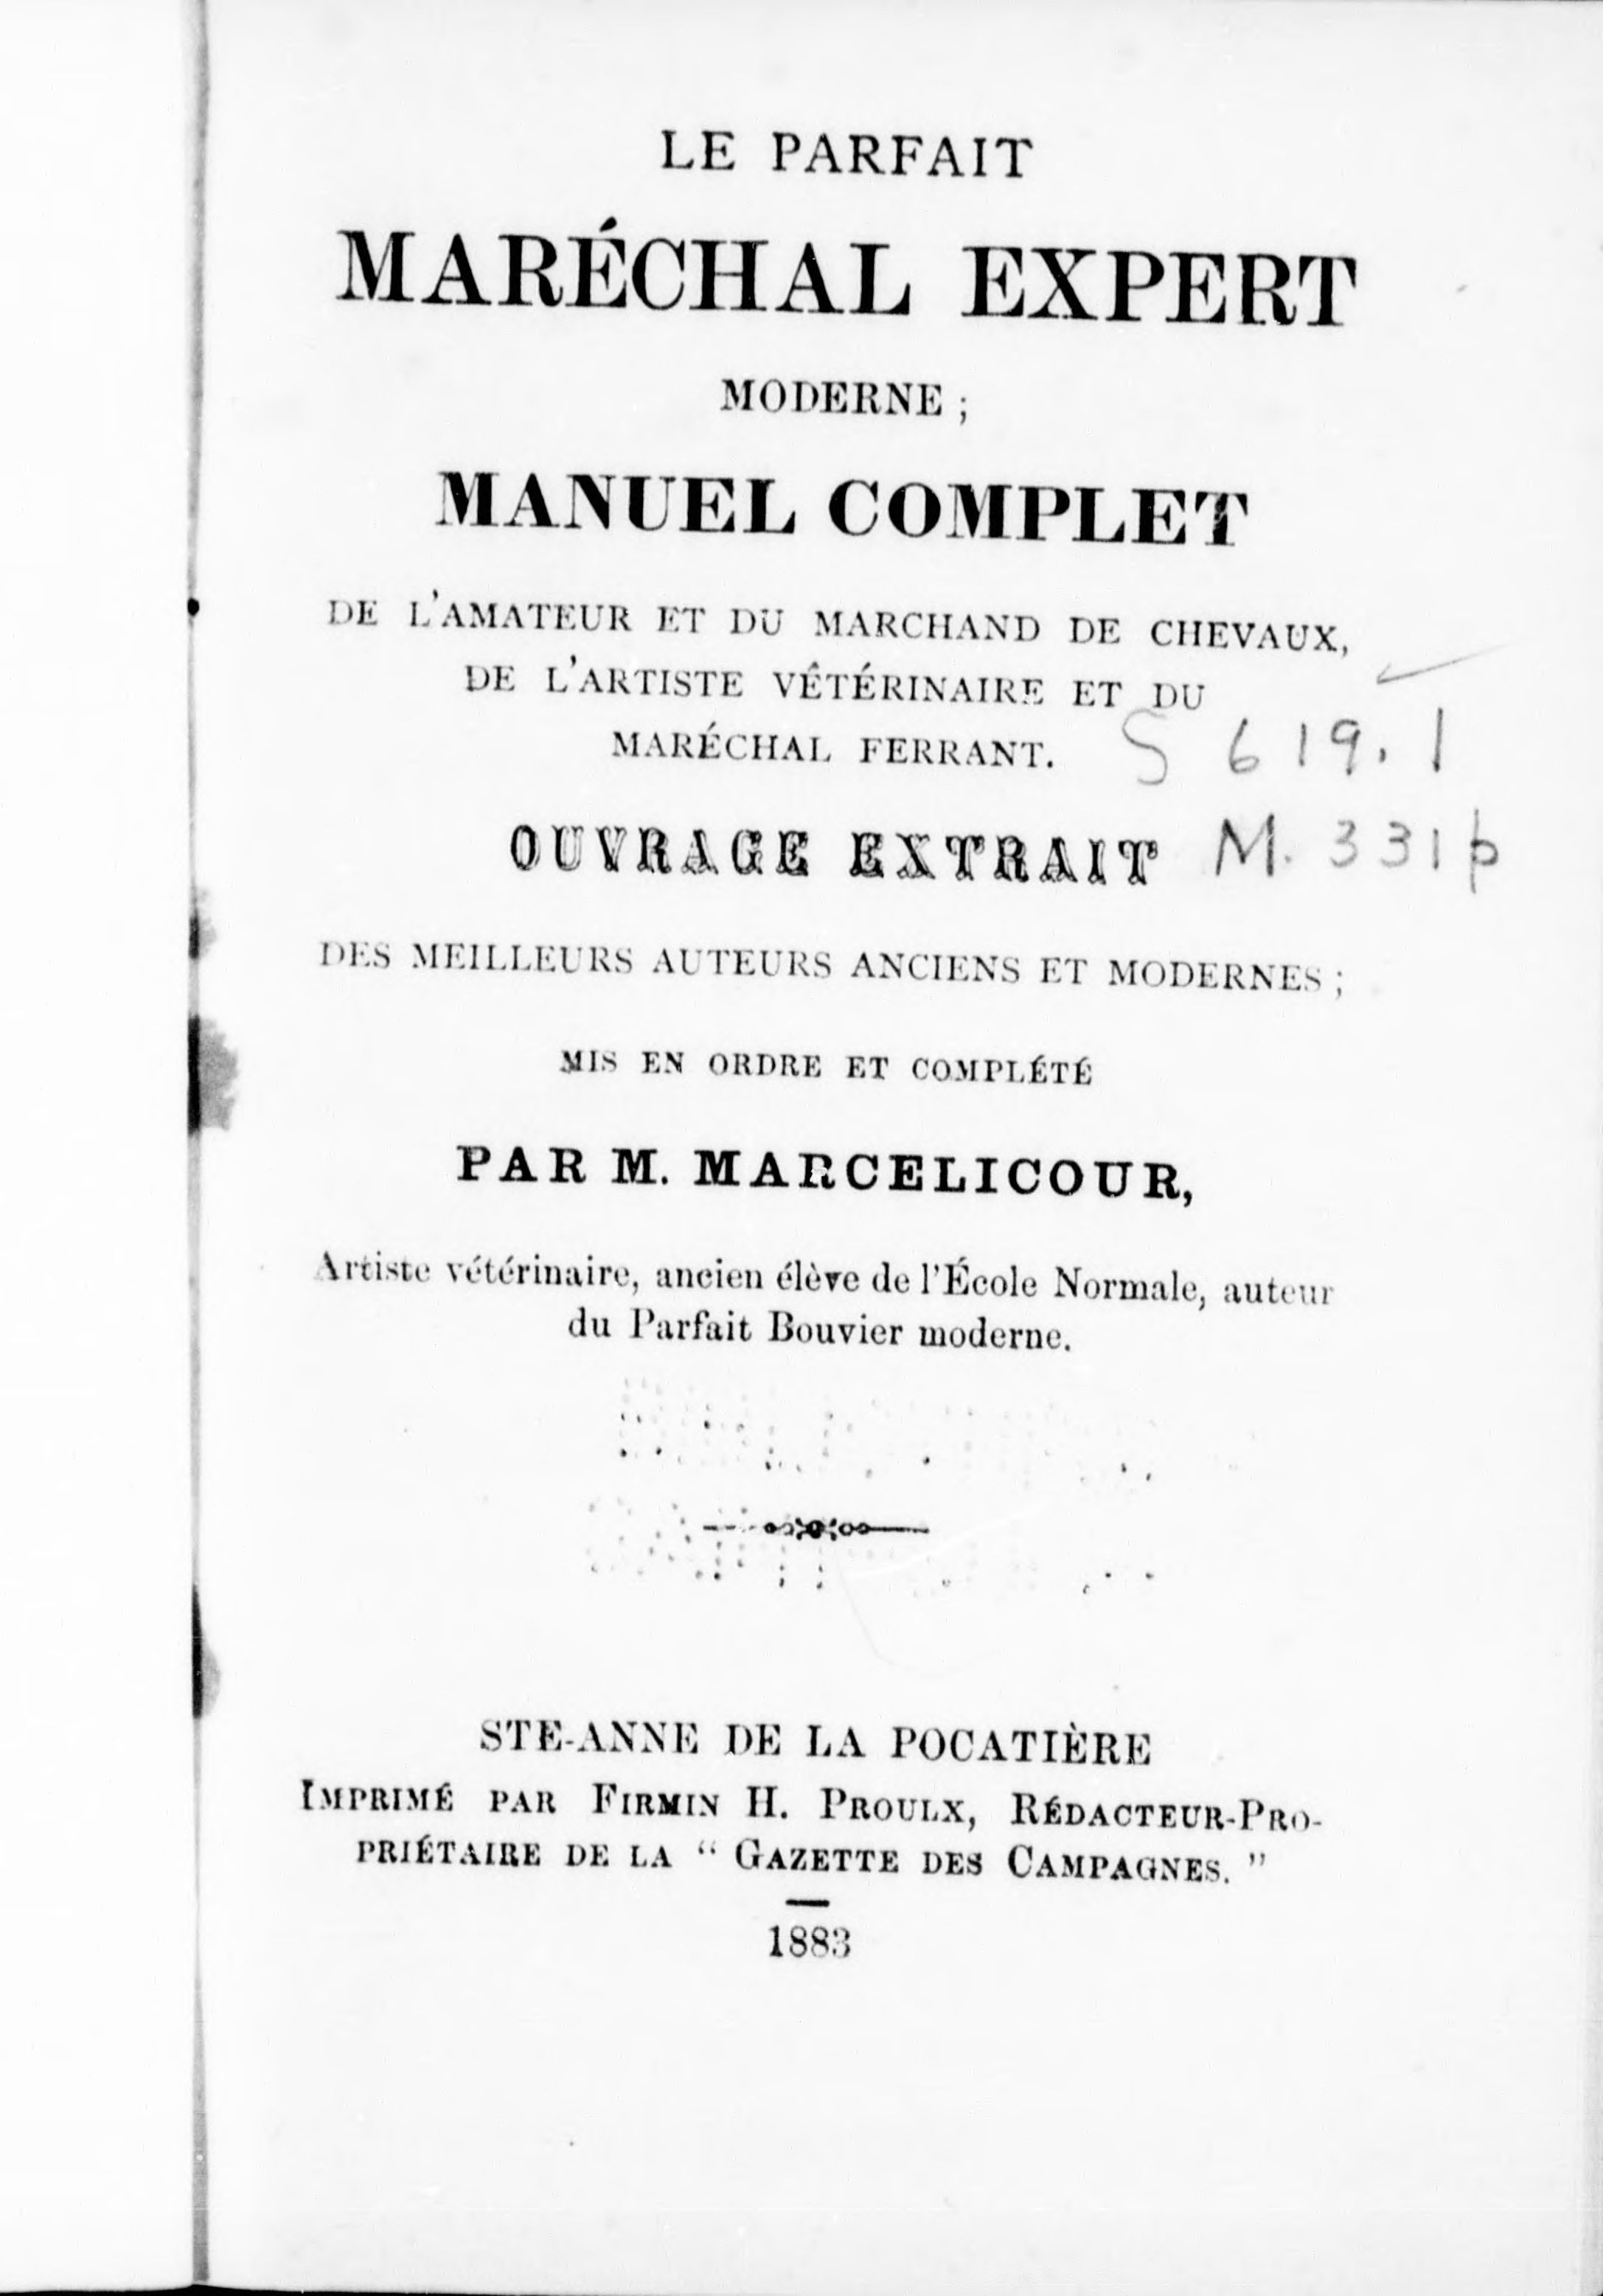 LE PARFAIT
MARÉCHAL EXPERT
MODERNE ;
MANUEL COMPLET
DE L'AMATEUR ET DU MARCHAND DE CHEVAUX,
DE L'ARTISTE VÉTÉRINAIRE ET DU
MARÉCHAL FERRANT.
S 619.1
OUVRAGE EXTRAIT
M. 331p
DES MEILLEURS AUTEURS ANCIENS ET MODERNES ;
MIS EN ORDRE ET COMPLÉTÉ
PAR M. MARCELICOUR,
Artiste vétérinaire, ancien élève de l'École Normale, auteur
du Parfait Bouvier moderne.
STE-ANNE DE LA POCATIÈRE
IMPRIMÉ PAR FIRMIN H. PROULX, RÉDACTEUR-PRO-
PRIÉTAIRE DE LA " GAZETTE DES CAMPAGNES. "
1883